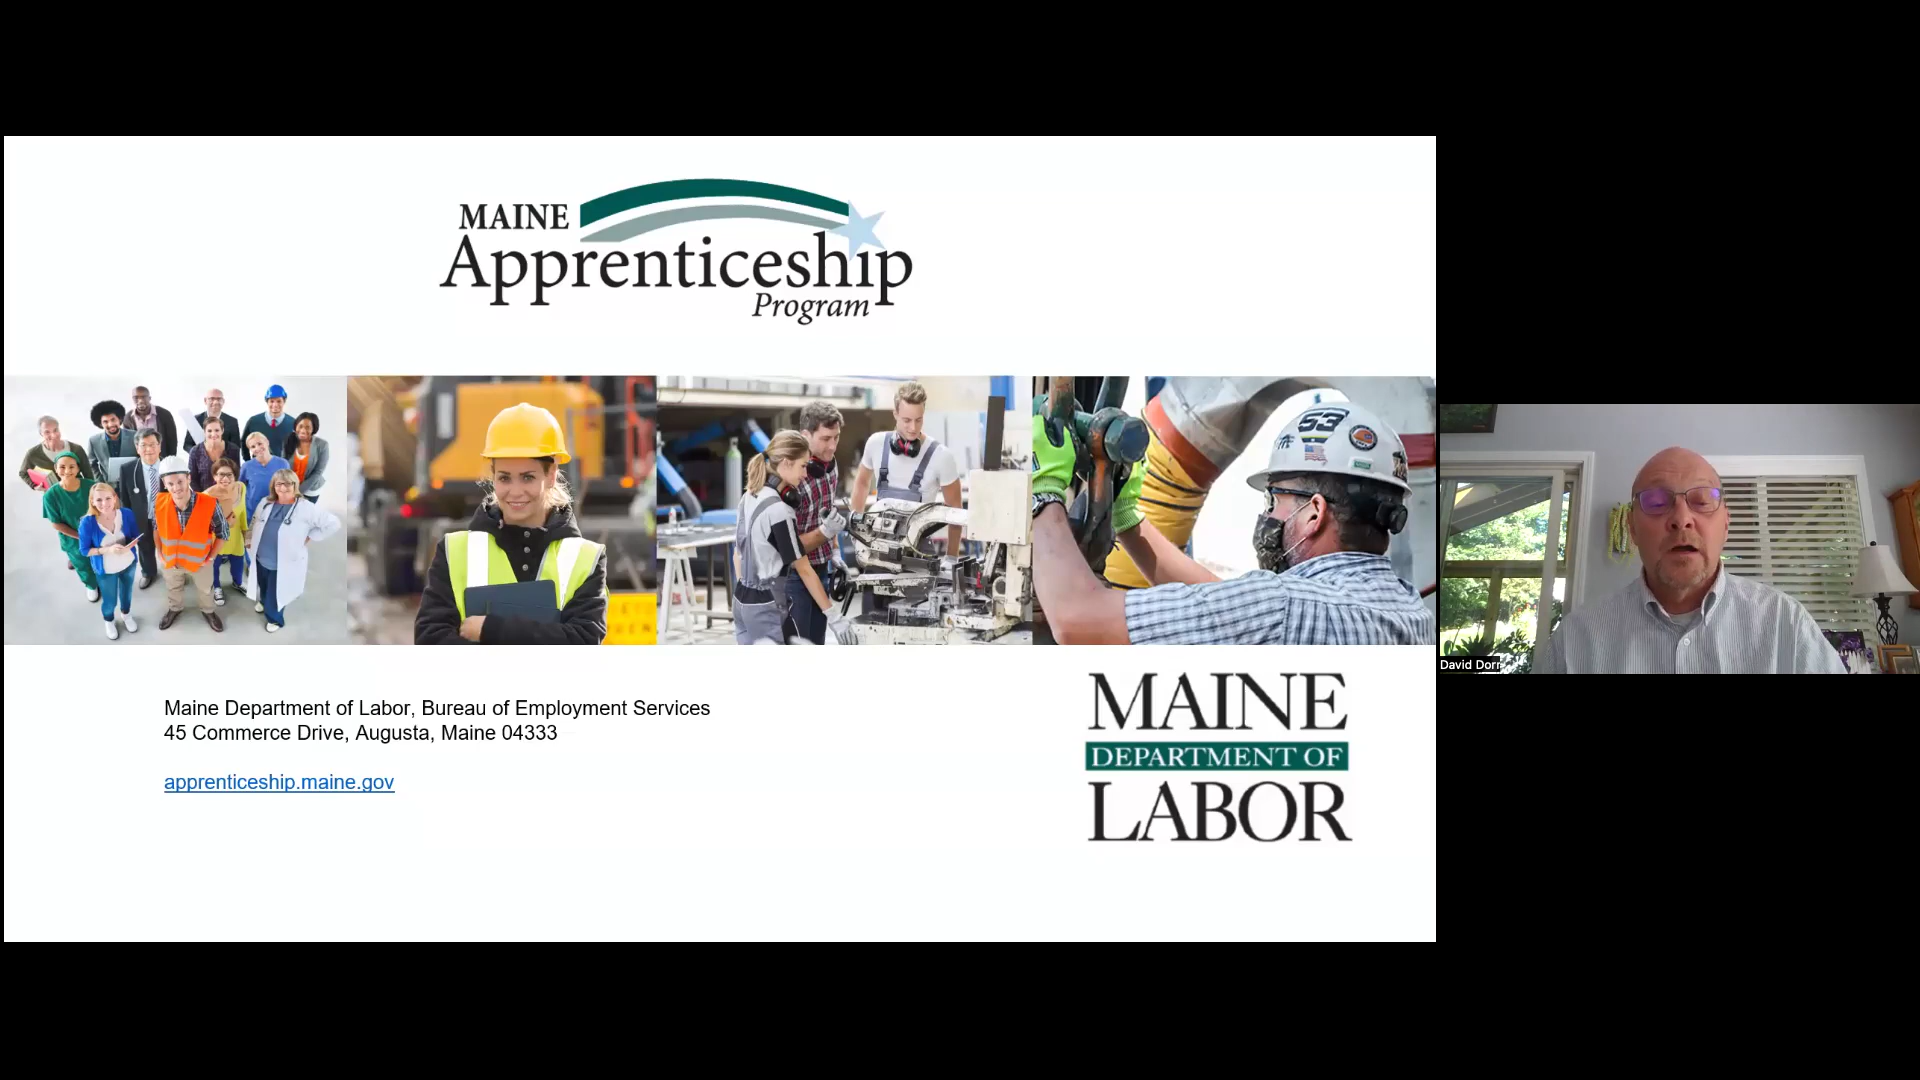 MAINE
Apprenticeship
Program
53
Maine Department of Labor, Bureau of Employment Services
45 Commerce Drive, Augusta, Maine 04333
apprenticeship.maine.gov
MAINE
DEPARTMENT OF
LABOR
David Dorr